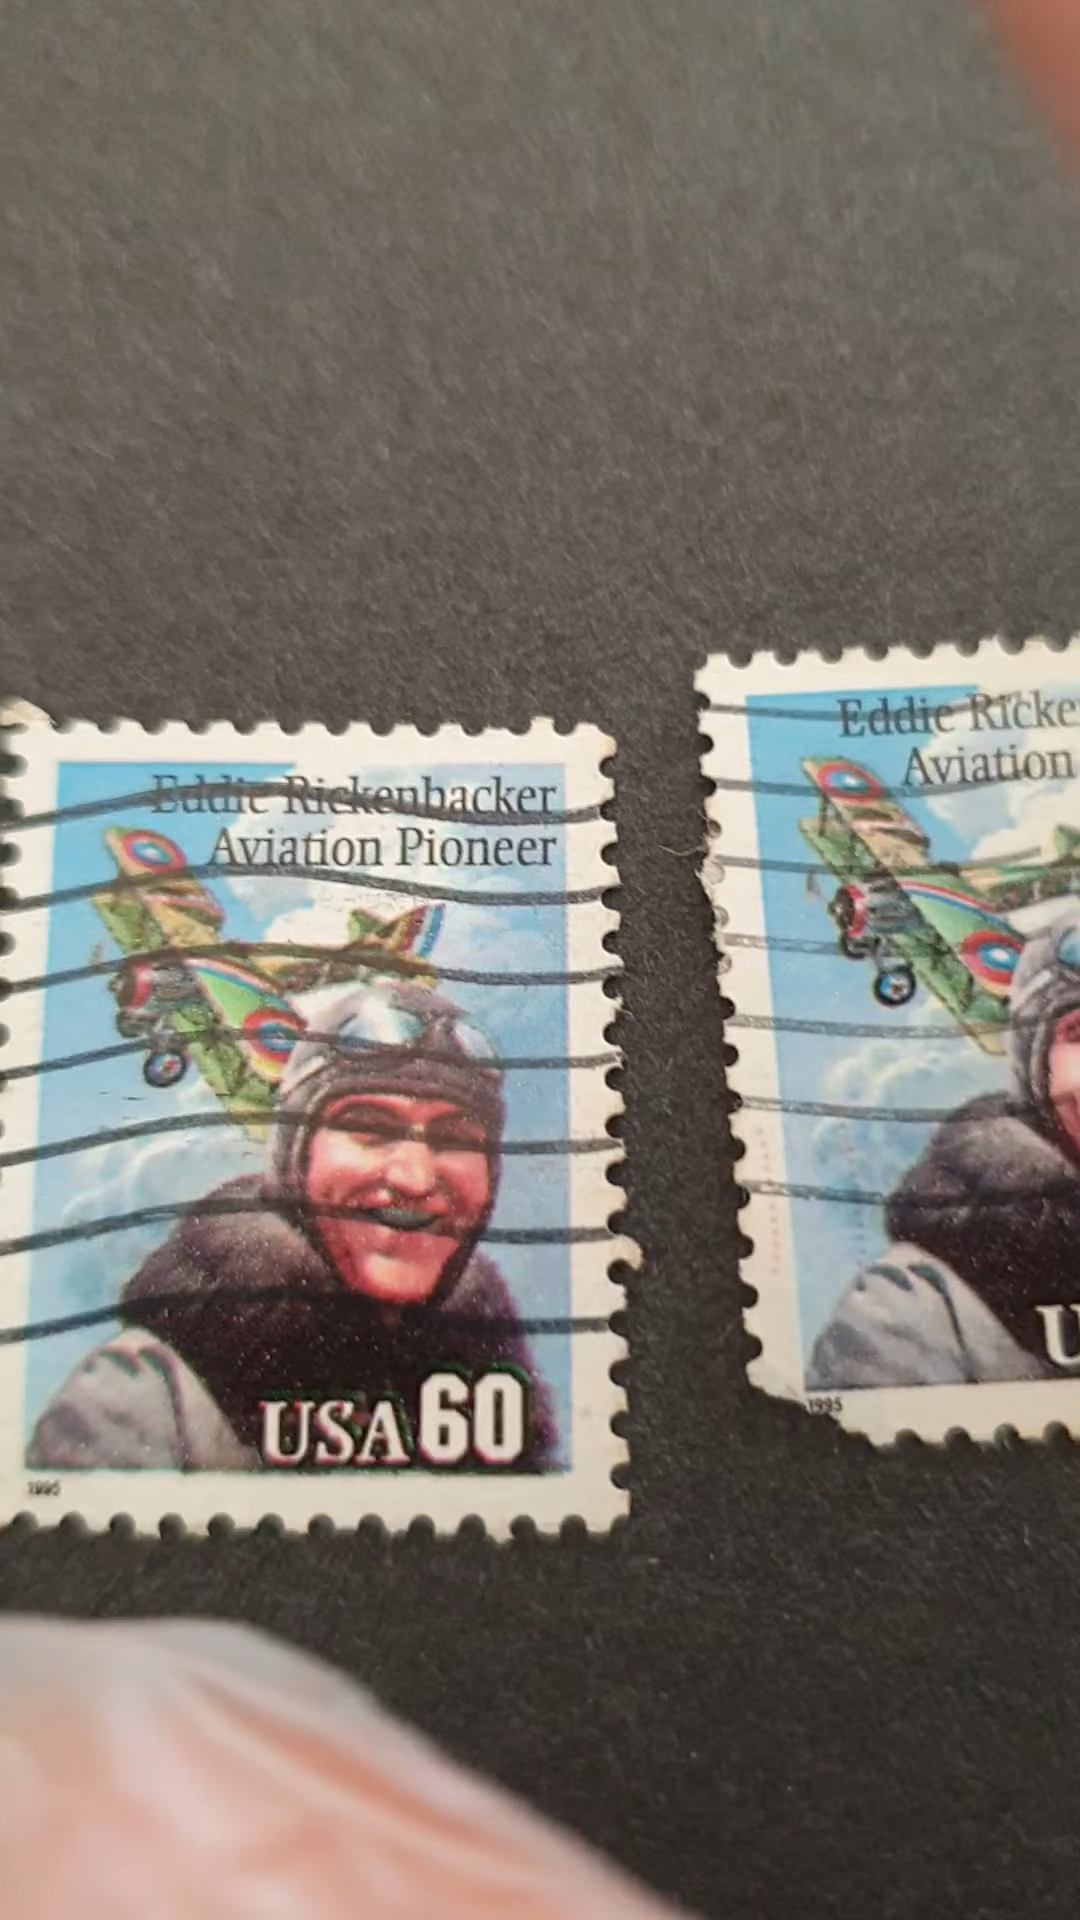 Eddie Rickenbacker
Aviation Pioneer
USA 60
1995
Eddie Ricke
Aviation
U
1995